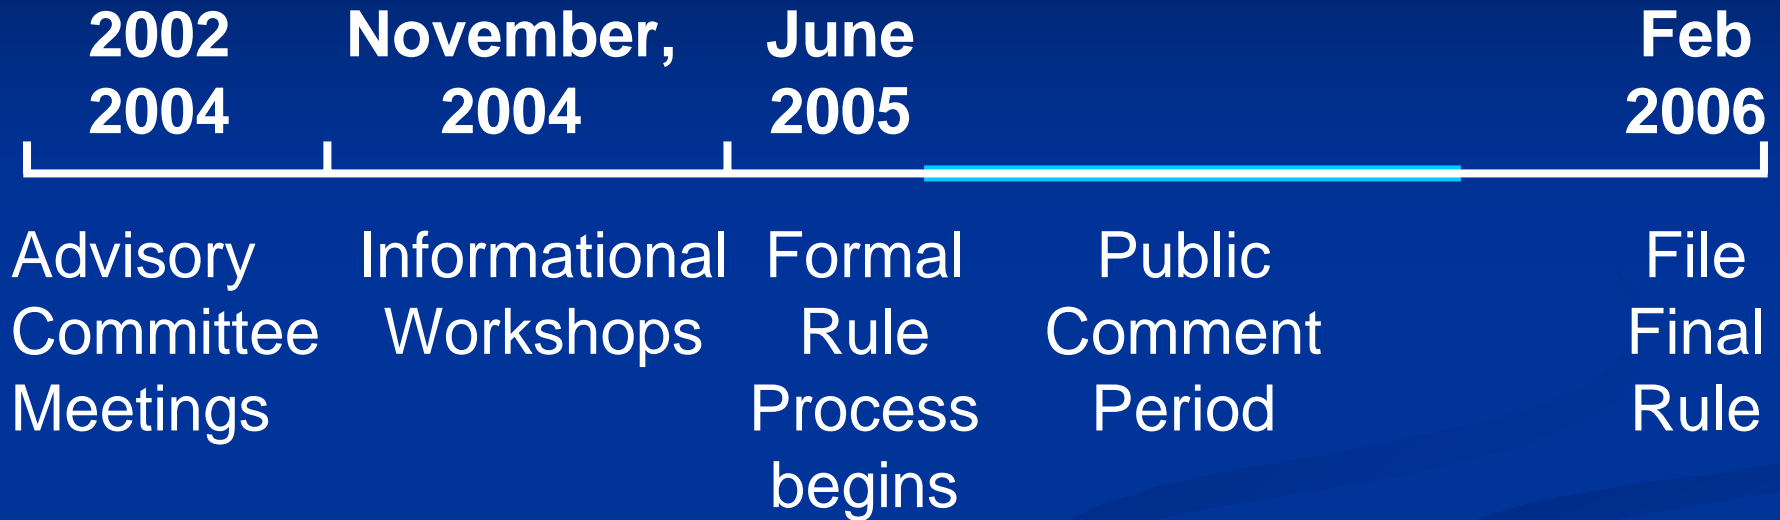 2002
2004
November,
2004
June
2005
Feb
2006
Advisory
Committee
Meetings
Informational
Workshops
Formal
Rule
Process
begins
Public
Comment
Period
File
Final
Rule